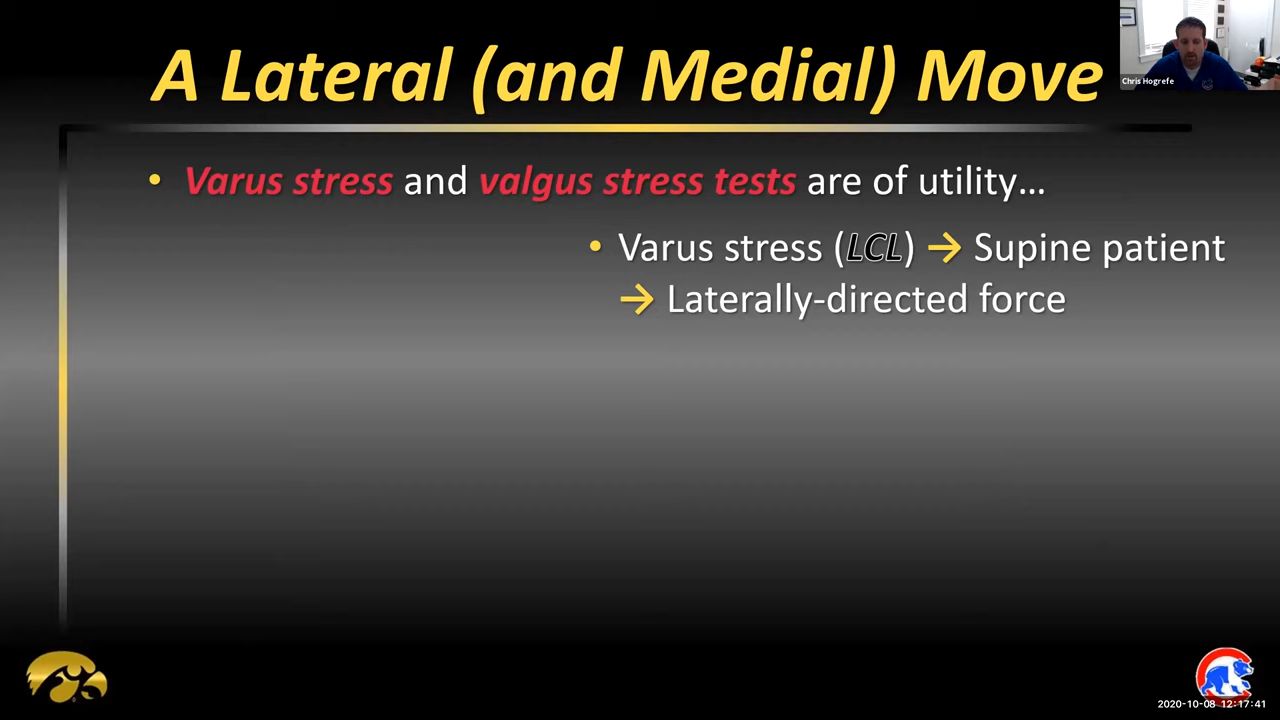 A Lateral (and Medial) Move
Chris Hogrefe
• Varus stress and valgus stress tests are of utility…
• Varus stress (LCL) → Supine patient
→ Laterally-directed force
2020-10-08 12:17:41